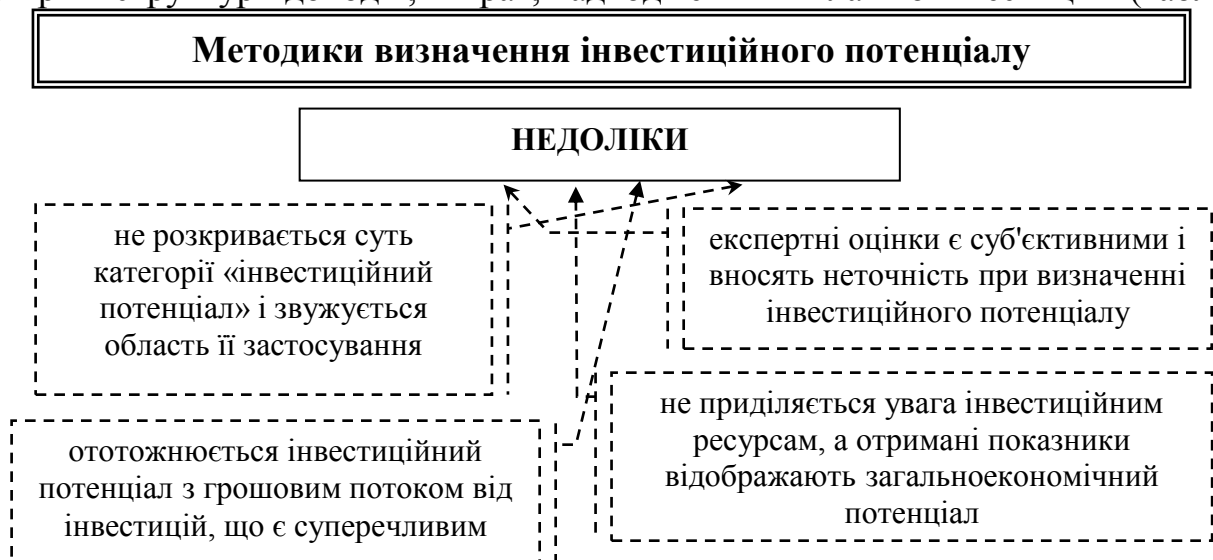 Методики визначення інвестиційного потенціалу
НЕДОЛІКИ
не розкривається суть
категорії «інвестиційний
потенціал» і звужується
область її застосування
експертні оцінки є суб'єктивними і
вносять неточність при визначенні
інвестиційного потенціалу
ототожнюється інвестиційний
потенціал з грошовим потоком від
інвестицій, що є суперечливим
не приділяється увага інвестиційним
ресурсам, а отримані показники
відображають загальноекономічний
потенціал